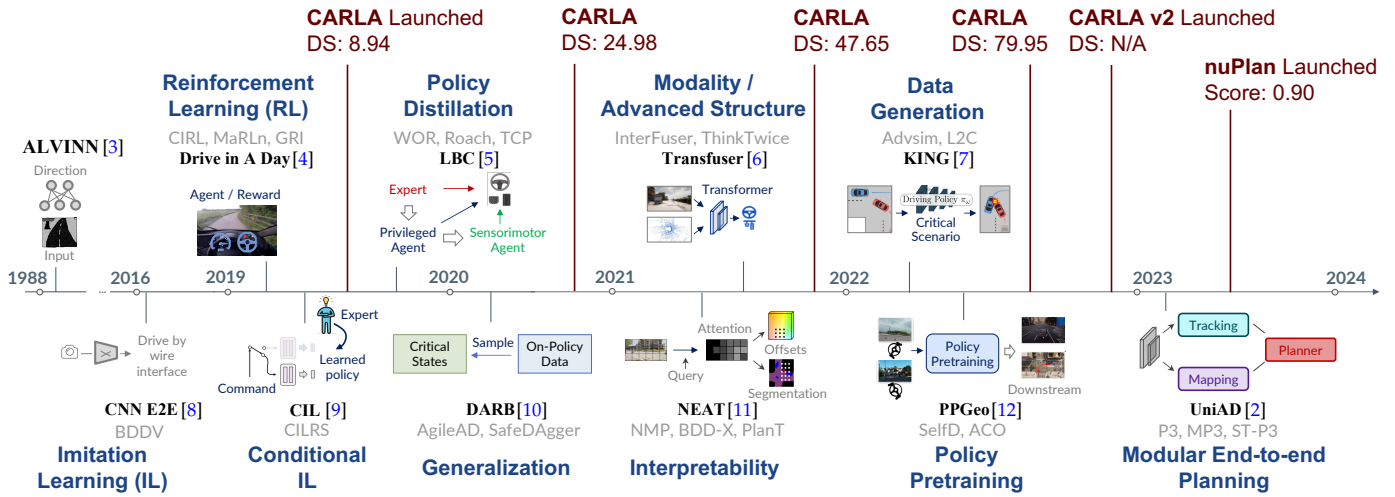 CARLA Launched
DS: 8.94
CARLA
DS: 24.98
CARLA
DS: 47.65
CARLA
DS: 79.95
CARLA v2 Launched
DS: N/A
nuPlan Launched
Score: 0.90
Reinforcement
Learning (RL)
CIRL, MaRLn, GRI
Drive in A Day [4]
Agent / Reward
Policy
Distillation
WOR, Roach, TCP
LBC [5]
Expert
Privileged
Agent
Sensorimotor
Agent
Modality /
Advanced Structure
InterFuser, ThinkTwice
Transfuser [6]
Transformer
Data
Generation
Advsim, L2C
KING [7]
Driving Policy πω
Critical
Scenario
ALVINN [3]
Direction
Input
1988
...
2016
...
2019
2020
2021
2022
2023
2024
Drive by
wire
interface
CNN E2E [8]
BDDV
Imitation
Learning (IL)
Expert
Learned
policy
Command
CIL [9]
CILRS
Conditional
IL
Critical
States
Sample
On-Policy
Data
DARB [10]
AgileAD, SafeDAgger
Generalization
Attention
Query
Offsets
Segmentation
NEAT [11]
NMP, BDD-X, PlanT
Interpretability
Policy
Pretraining
Downstream
PPGeo [12]
SelfD, ACO
Policy
Pretraining
Tracking
Mapping
Planner
UniAD [2]
P3, MP3, ST-P3
Modular End-to-end
Planning